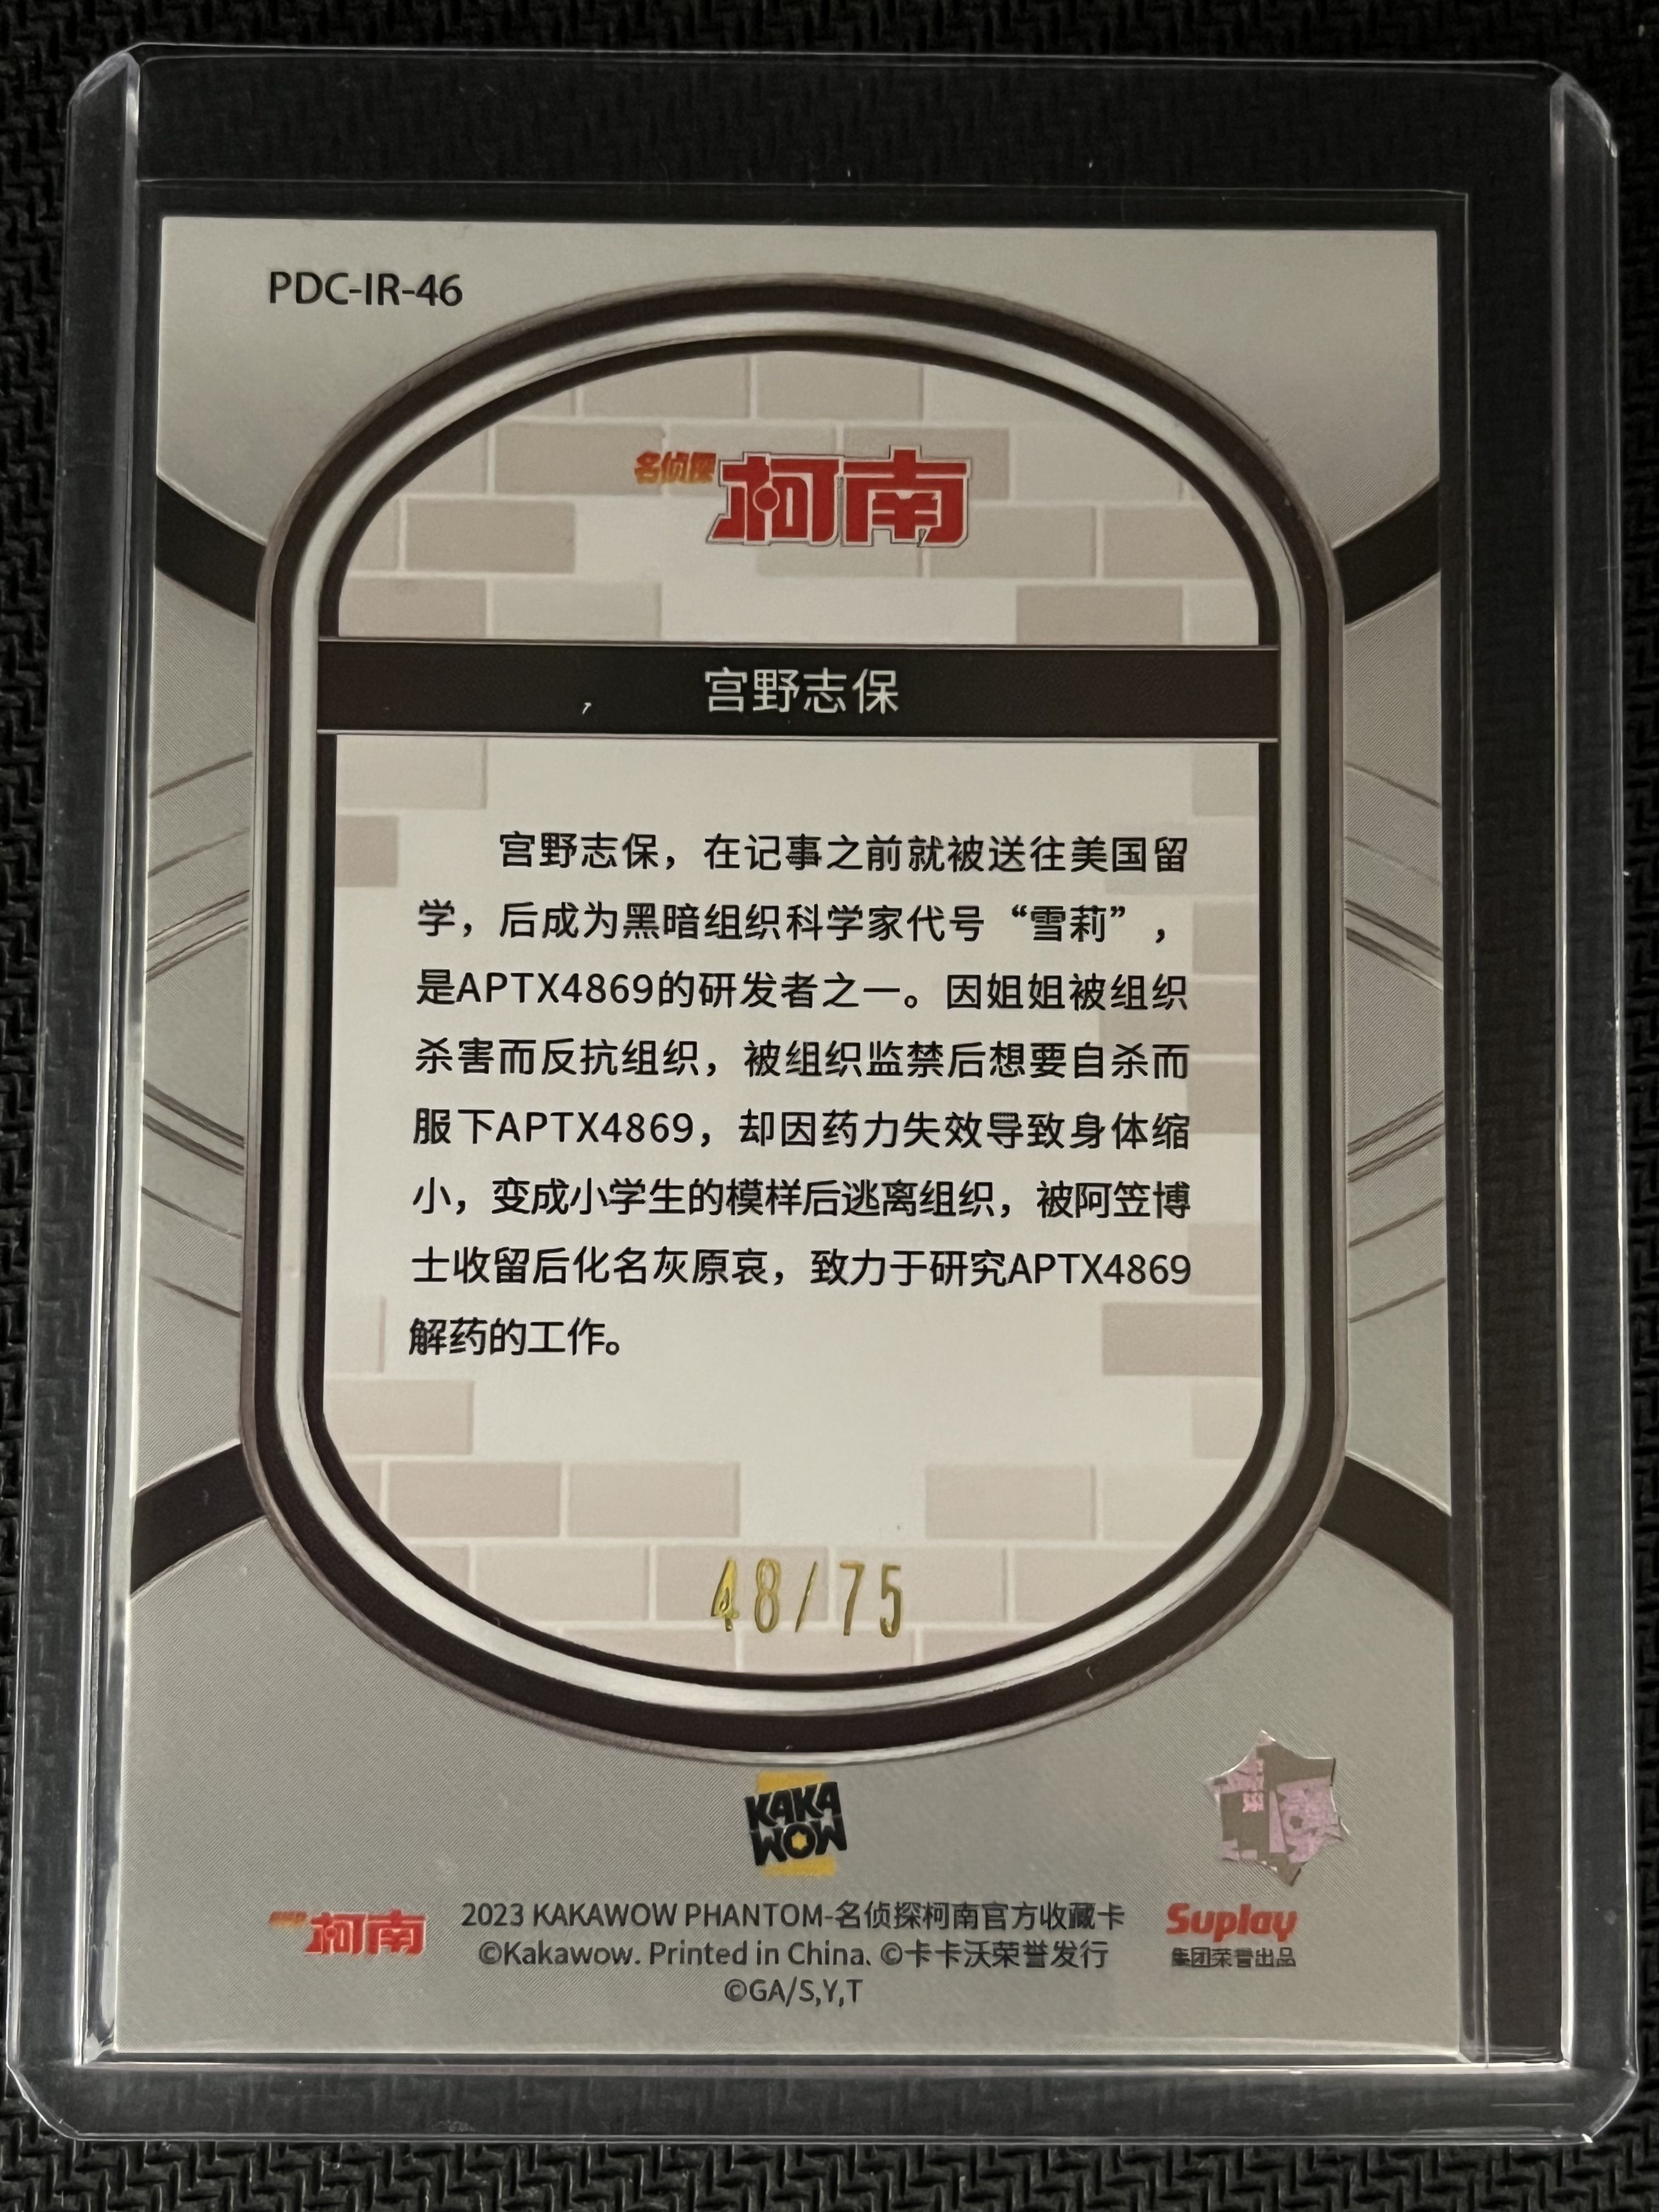 PDC-IR-46
名侦探柯南
宫野志保
宫野志保，在记事之前就被送往美国留
学，后成为黑暗组织科学家代号“雪莉”，
是APTX4869的研发者之一。因姐姐被组织
杀害而反抗组织，被组织监禁后想要自杀而
服下APTX4869，却因药力失效导致身体缩
小，变成小学生的模样后逃离组织，被阿笠博
士收留后化名灰原哀，致力于研究APTX4869
解药的工作。
48/75
KAKA
WOW
柯南
2023 KAKAWOW PHANTOM-名侦探柯南官方收藏卡
©Kakawow. Printed in China. ©卡卡沃荣誉发行
©GA/S,Y,T
Suplay
集团荣誉出品